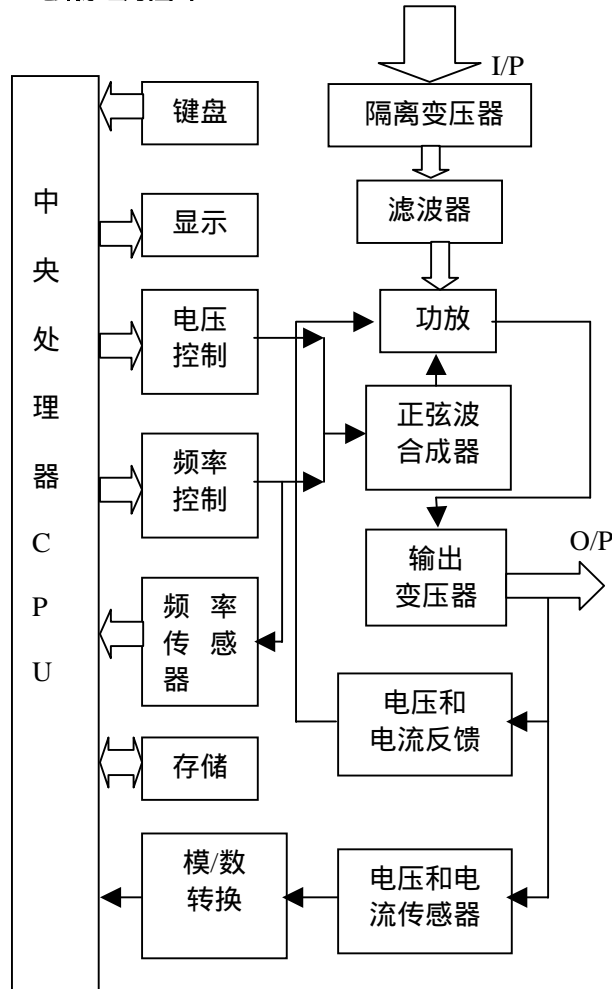 I/P
键盘
隔离变压器
中
央
处
理
器
C
P
U
显示
滤波器
电压
控制
功放
正弦波
合成器
频率
控制
输出
变压器
O/P
频 率
传 感
器
电压和
电流反馈
存储
模/数
转换
电压和电
流传感器